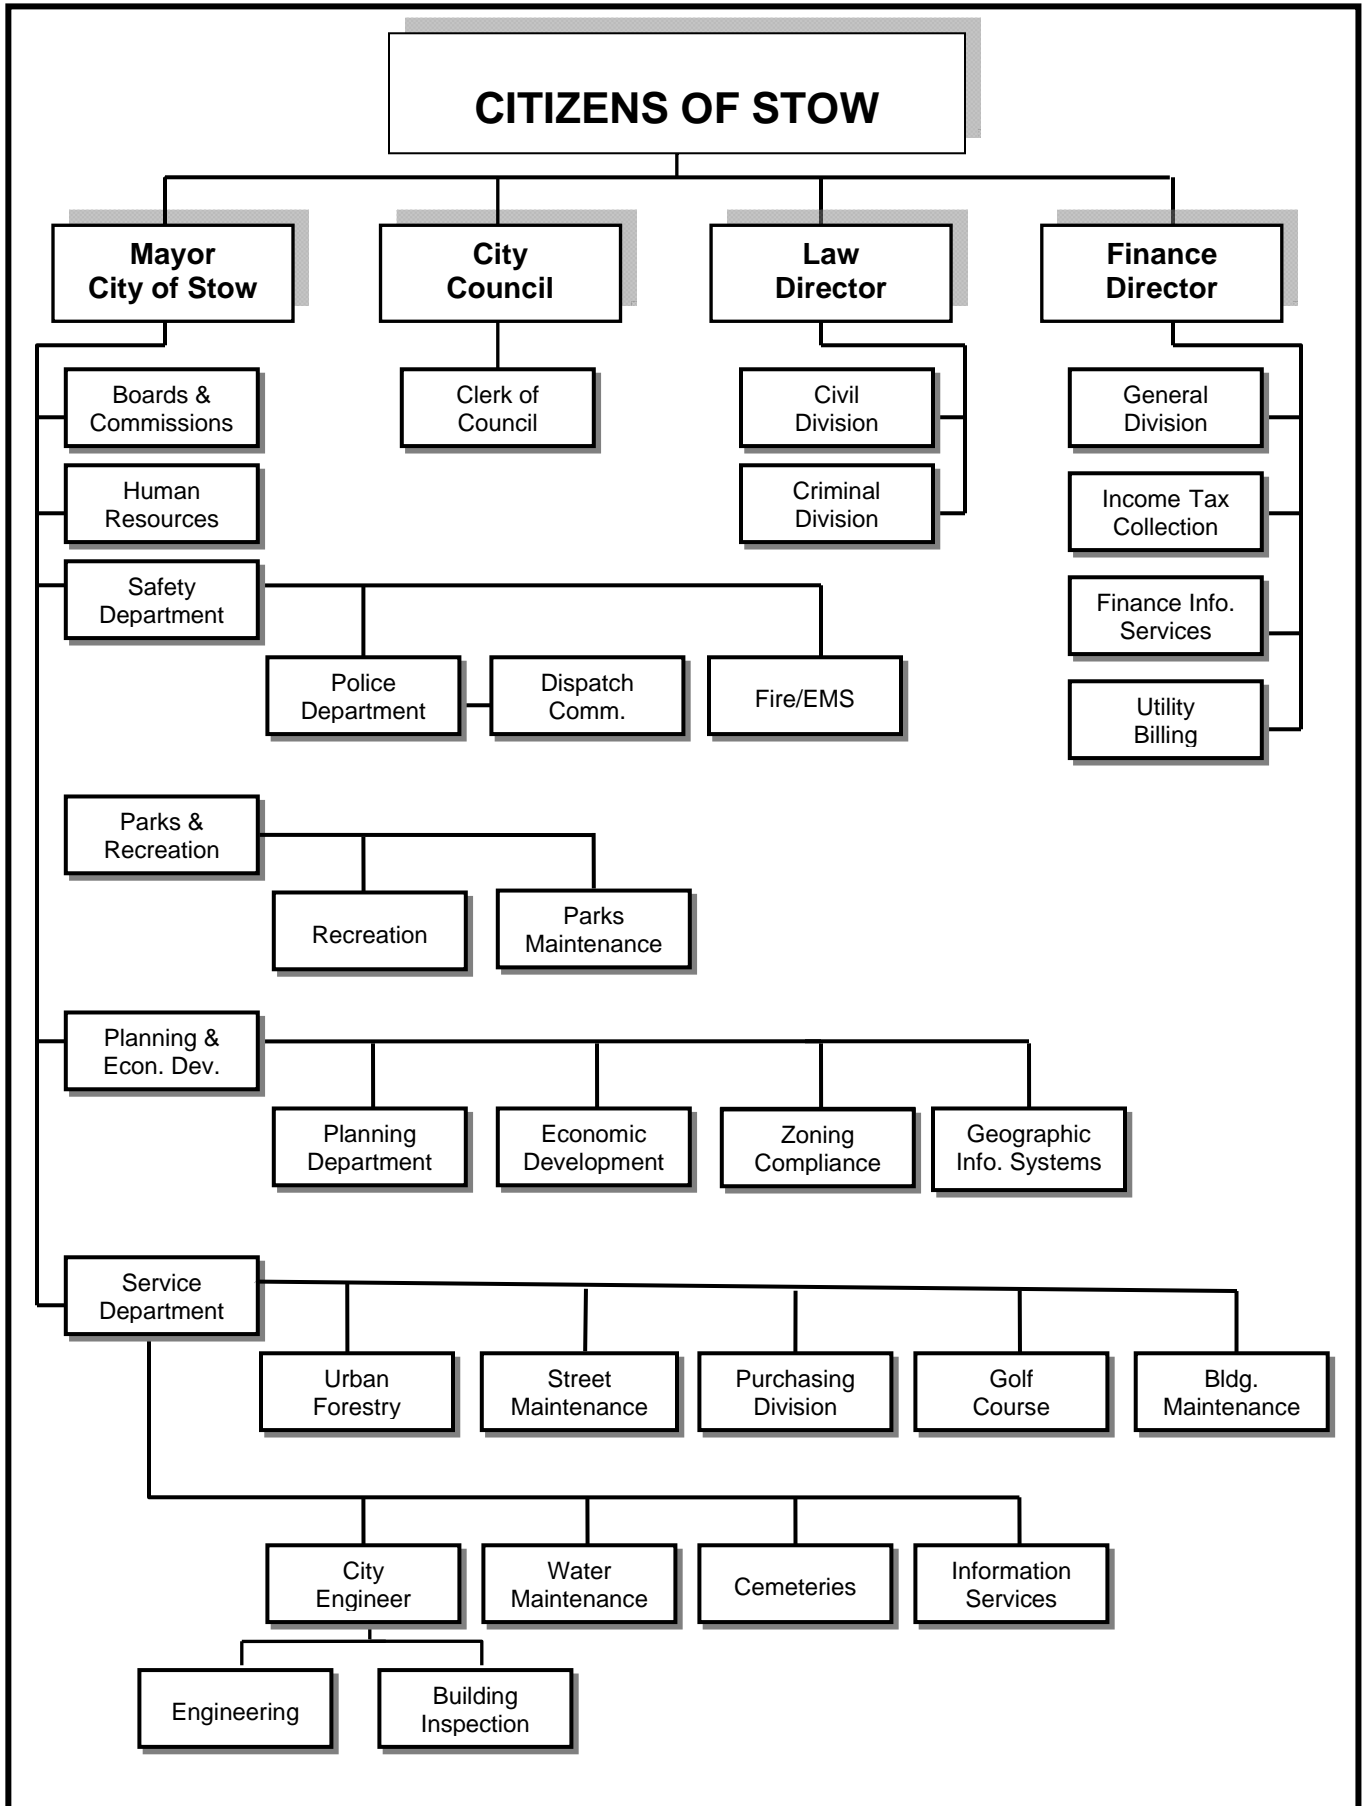 CITIZENS OF STOW
Mayor
City of Stow
City
Council
Law
Director
Finance
Director
Boards &
Commissions
Clerk of
Council
Civil
Division
General
Division
Human
Resources
Criminal
Division
Income Tax
Collection
Safety
Department
Finance Info.
Services
Police
Department
Dispatch
Comm.
Fire/EMS
Utility
Billing
Parks &
Recreation
Recreation
Parks
Maintenance
Planning &
Econ. Dev.
Planning
Department
Economic
Development
Zoning
Compliance
Geographic
Info. Systems
Service
Department
Urban
Forestry
Street
Maintenance
Purchasing
Division
Golf
Course
Bldg.
Maintenance
City
Engineer
Water
Maintenance
Cemeteries
Information
Services
Engineering
Building
Inspection